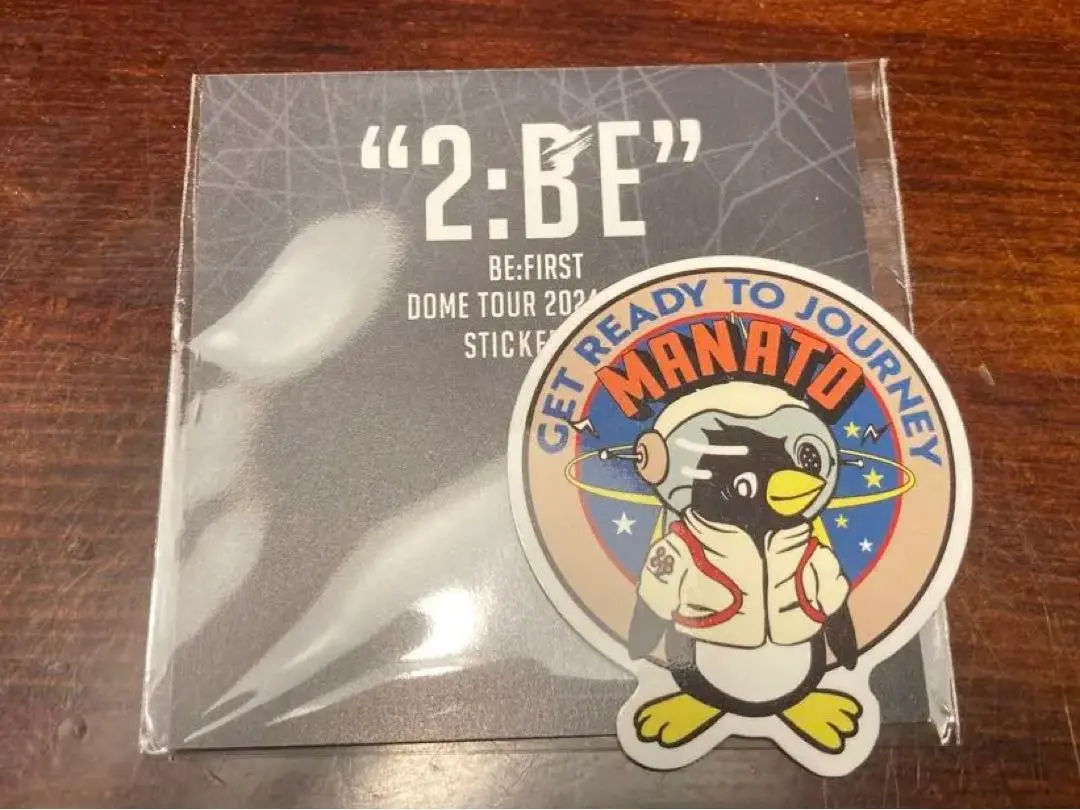 “2:BE”
BE:FIRST
DOME TOUR 202
STICKE
GET READY TO JOURNEY
MANATO